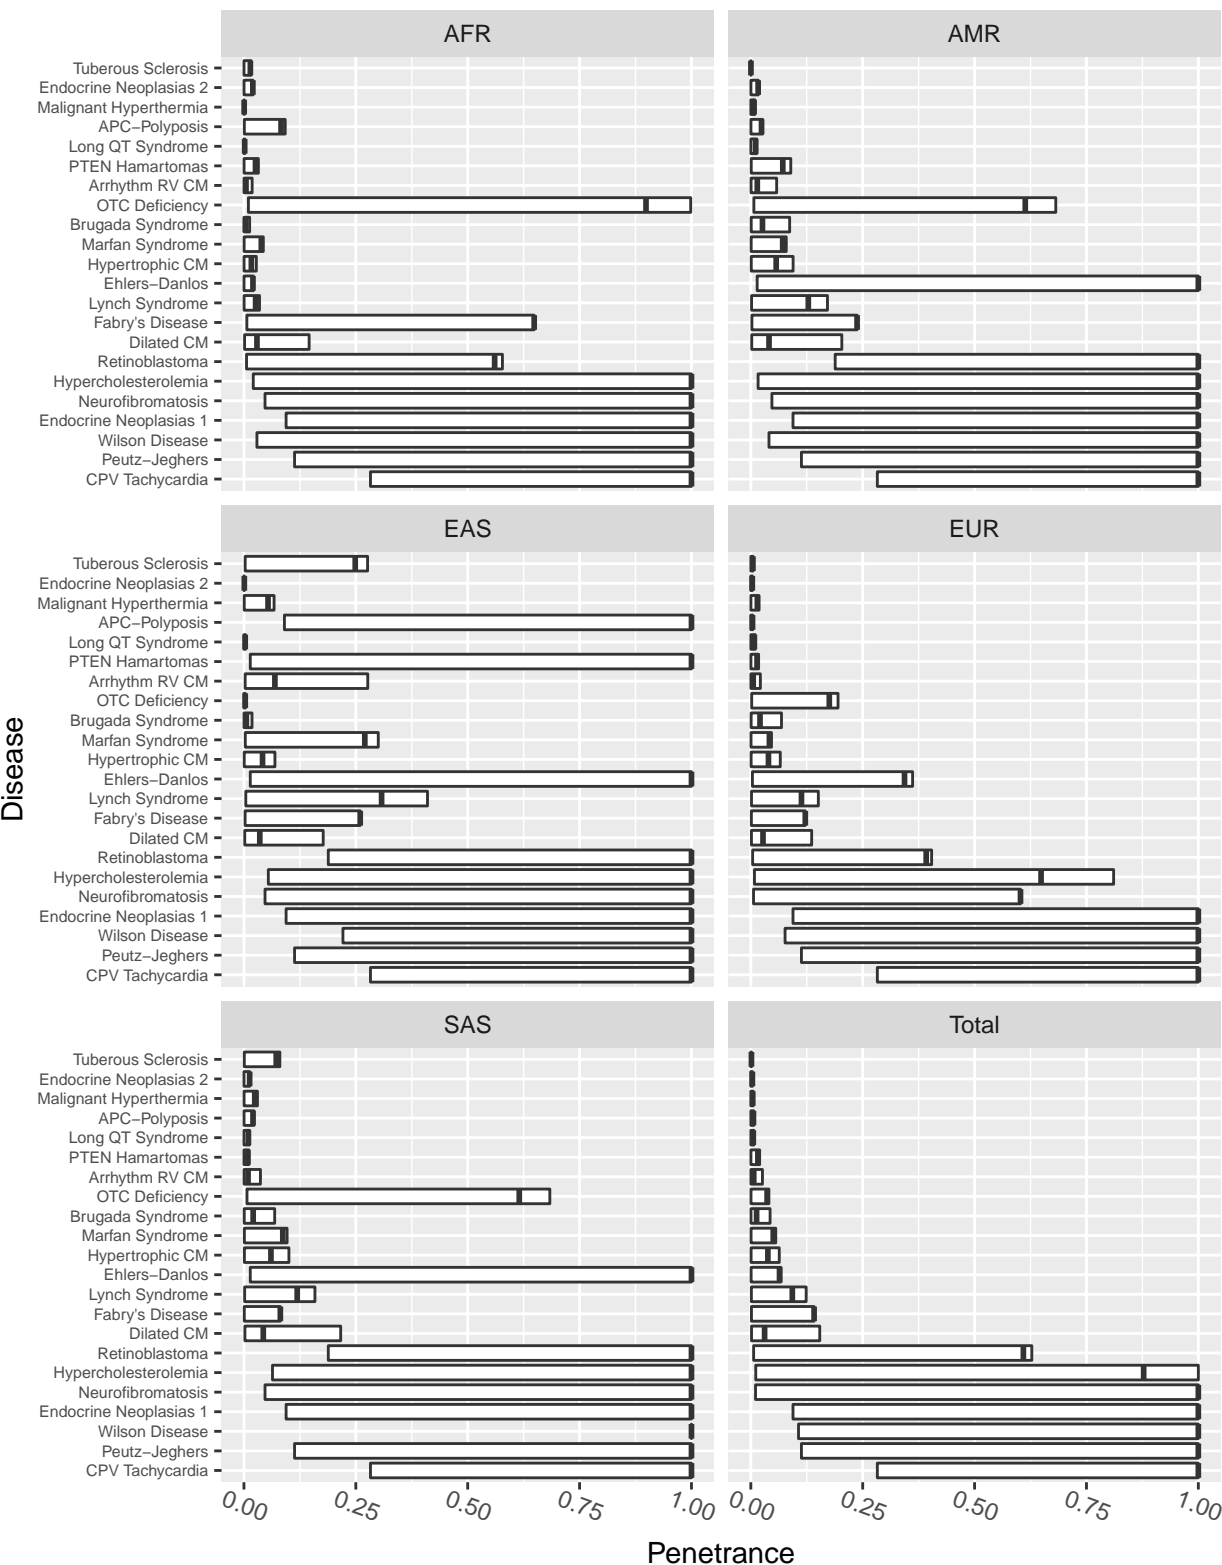 AFR
AMR
Tuberous Sclerosis
Endocrine Neoplasias 2
Malignant Hyperthermia
APC−Polyposis
Long QT Syndrome
PTEN Hamartomas
Arrhythm RV CM
OTC Deficiency
Brugada Syndrome
Marfan Syndrome
Hypertrophic CM
Ehlers−Danlos
Lynch Syndrome
Fabry's Disease
Dilated CM
Retinoblastoma
Hypercholesterolemia
Neurofibromatosis
Endocrine Neoplasias 1
Wilson Disease
Peutz−Jeghers
CPV Tachycardia
EAS
EUR
Tuberous Sclerosis
Endocrine Neoplasias 2
Malignant Hyperthermia
APC−Polyposis
Long QT Syndrome
PTEN Hamartomas
Arrhythm RV CM
OTC Deficiency
Brugada Syndrome
Marfan Syndrome
Hypertrophic CM
Ehlers−Danlos
Lynch Syndrome
Fabry's Disease
Dilated CM
Retinoblastoma
Hypercholesterolemia
Neurofibromatosis
Endocrine Neoplasias 1
Wilson Disease
Peutz−Jeghers
CPV Tachycardia
Disease
SAS
Total
Tuberous Sclerosis
Endocrine Neoplasias 2
Malignant Hyperthermia
APC−Polyposis
Long QT Syndrome
PTEN Hamartomas
Arrhythm RV CM
OTC Deficiency
Brugada Syndrome
Marfan Syndrome
Hypertrophic CM
Ehlers−Danlos
Lynch Syndrome
Fabry's Disease
Dilated CM
Retinoblastoma
Hypercholesterolemia
Neurofibromatosis
Endocrine Neoplasias 1
Wilson Disease
Peutz−Jeghers
CPV Tachycardia
0.00 0.25 0.50 0.75 1.00 0.00 0.25 0.50 0.75 1.00
Penetrance